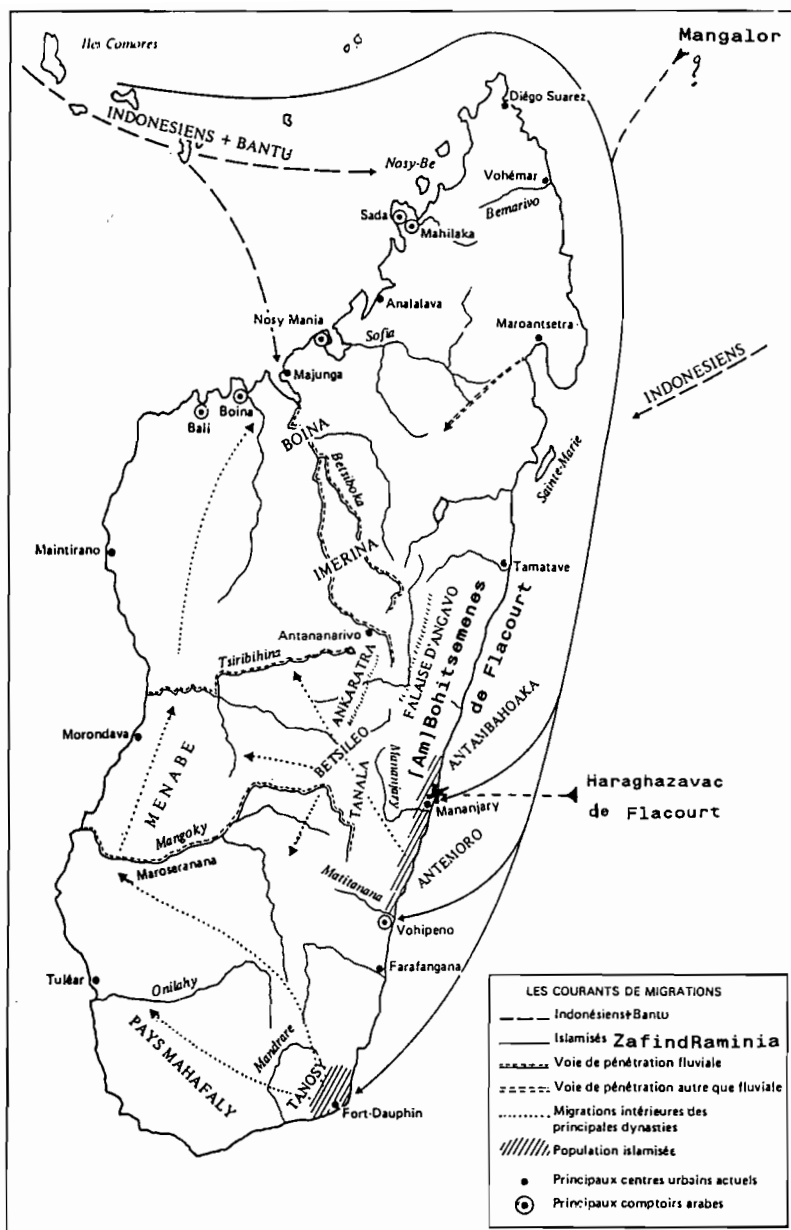 Iles Comores
Mangalor
?
Diégo Suarez
INDONESIENS + BANTU
Nosy-Be
Vohémar
Bemarivo
Sada
Mahilaka
Analalava
Nosy Mania
Sofia
Maroantsetra
Majunga
INDONESIENS
Boina
Bali
BOINA
Betsiboka
Sainte-Marie
Maintirano
IMERINA
Tamatave
Antananarivo
FALAISE D'ANGAVO
[Am]Bohitsemenes
de Flacourt
Tsiribihina
ANKARATRA
ANTAMBAHOAKA
Morondava
BETSILEO
Mananjary
MENABE
TANALA
Haraghazavac
de Flacourt
Mananjary
Mangoky
ANTEMORO
Maroseranana
Matitanana
Vohipeno
Tuléar
Farafangana
Onilahy
Mandrare
PAYS MAHAFALY
TANOSY
Fort-Dauphin
LES COURANTS DE MIGRATIONS
Indonésiens+Bantu
Islamisés ZafindRaminia
Voie de pénétration fluviale
Voie de pénétration autre que fluviale
Migrations intérieures des
principales dynasties
Population islamisée
Principaux centres urbains actuels
Principaux comptoirs arabes